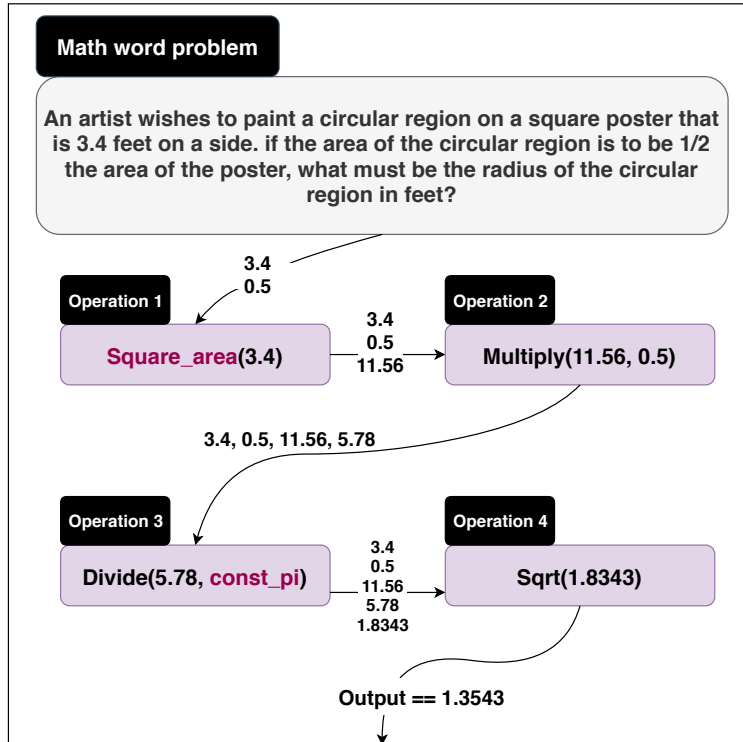 Math word problem
An artist wishes to paint a circular region on a square poster that
is 3.4 feet on a side. if the area of the circular region is to be 1/2
the area of the poster, what must be the radius of the circular
region in feet?
3.4
0.5
Operation 1
Square_area(3.4)
3.4
0.5
11.56
Operation 2
Multiply(11.56, 0.5)
3.4, 0.5, 11.56, 5.78
Operation 3
Divide(5.78, const_pi)
3.4
0.5
11.56
5.78
1.8343
Operation 4
Sqrt(1.8343)
Output == 1.3543